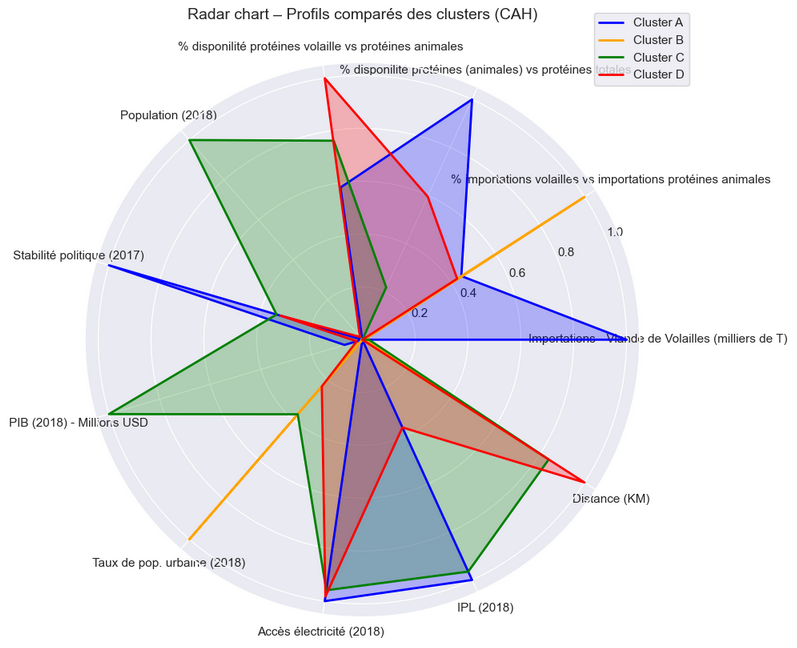 Radar chart – Profils comparés des clusters (CAH)
Cluster A
Cluster B
Cluster C
Cluster D
% disponilité protéines volaille vs protéines animales
% disponilité protéines (animales) vs protéines totales
Population (2018)
% importations volailles vs importations protéines animales
Stabilité politique (2017)
1.0
0.8
0.6
0.4
0.2
Importations - Viande de Volailles (milliers de T)
PIB (2018) - Millions USD
Distance (KM)
Taux de pop. urbaine (2018)
IPL (2018)
Accès électricité (2018)